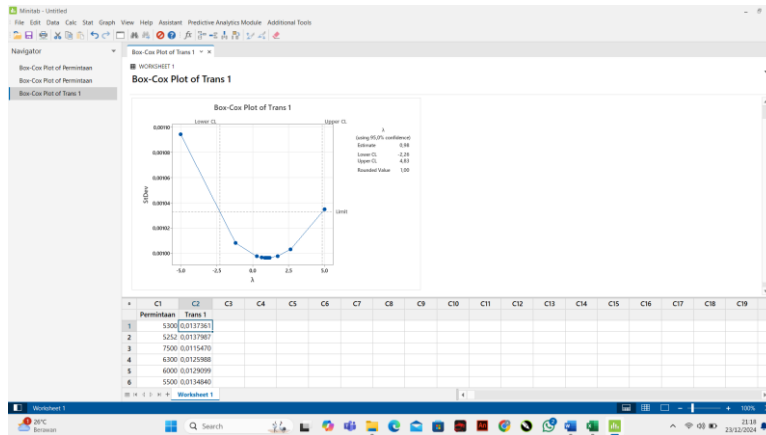 Minitab - Untitled
File Edit Data Calc Stat Graph View Help Assistant Predictive Analytics Module Additional Tools
Navigator
Box-Cox Plot of Permintaan
Box-Cox Plot of Permintaan
Box-Cox Plot of Trans 1
Box-Cox Plot of Trans 1
WORKSHEET 1
Box-Cox Plot of Trans 1
Box-Cox Plot of Trans 1
Lower CL Upper CL
0,00110
0,00108
0,00106
0,00104
0,00102
0,00100
StDev
-5,0 -2,5 0,0 2,5 5,0
λ
Limit
λ
(using 95,0% confidence)
Estimate 0,98
Lower CL -2,26
Upper CL 4,83
Rounded Value 1,00
C1 C2 C3 C4 C5 C6 C7 C8 C9 C10 C11 C12 C13 C14 C15 C16 C17 C18 C19
Permintaan Trans 1
1 5300 0,0137361
2 5252 0,0137987
3 7500 0,0115470
4 6300 0,0125988
5 6000 0,0129099
6 5500 0,0134840
Worksheet 1
Worksheet 1
100%
26°C
Berawan
Search
21:18
23/12/2024